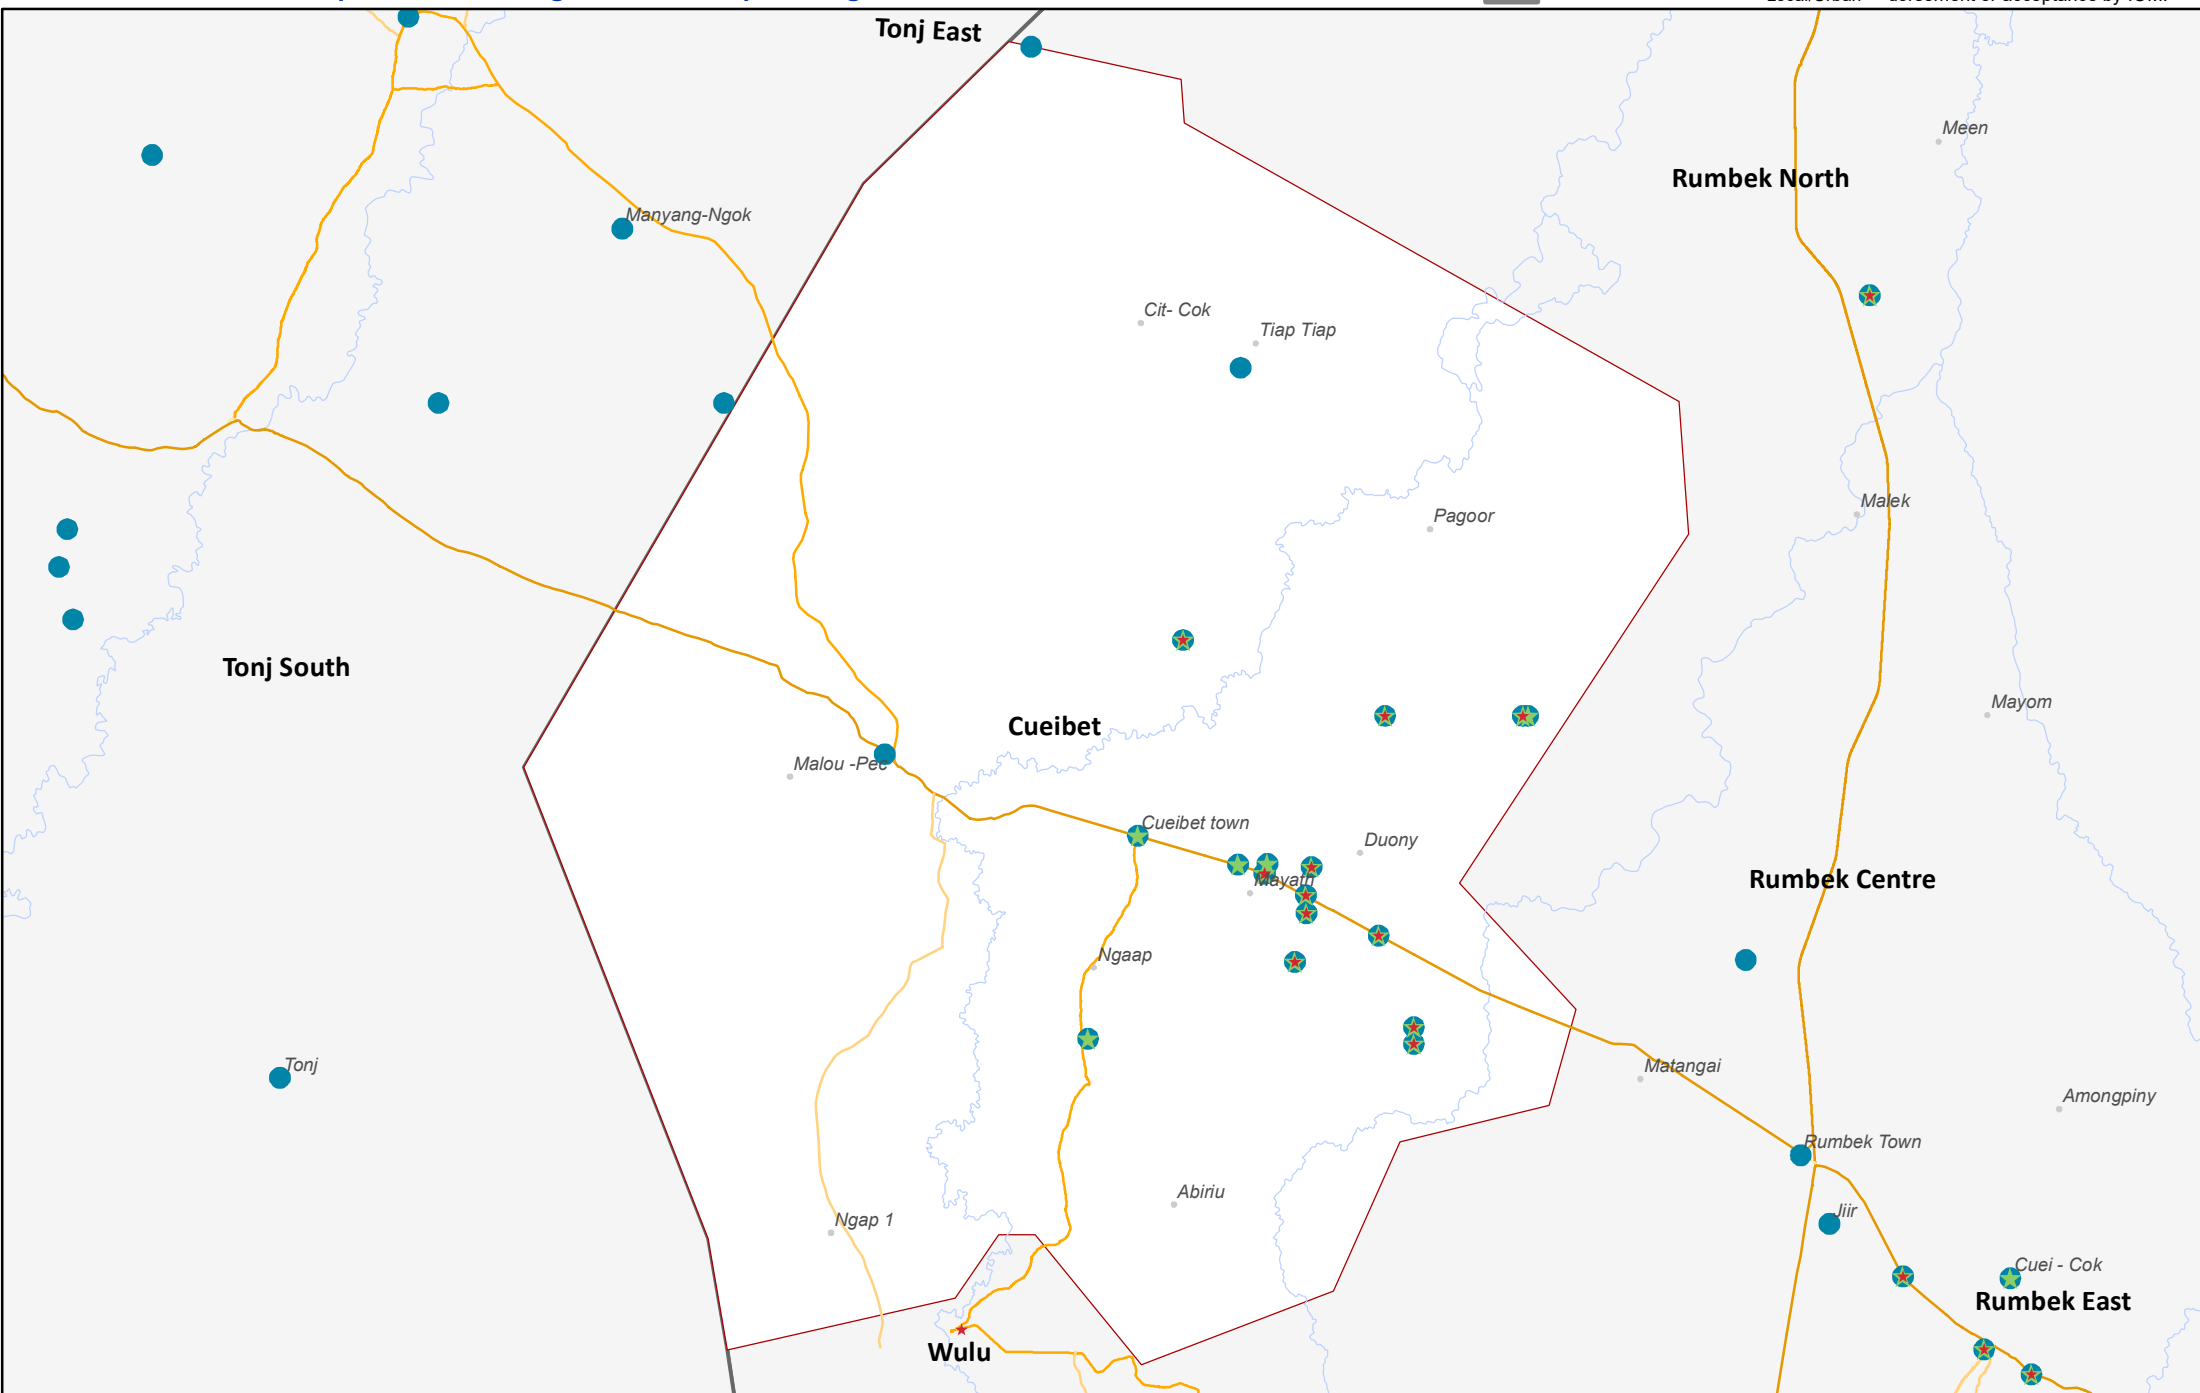 Tonj East
Meen
Rumbek North
Manyang-Ngok
Cit- Cok
Tiap Tiap
Malek
Pagoor
Tonj South
Mayom
Cueibet
Malou -Pec
Cueibet town
Duony
Mayath
Rumbek Centre
Ngaap
Tonj
Matangai
Amongpiny
Rumbek Town
Abiriu
Jiir
Ngap 1
Cuei - Cok
Rumbek East
Wulu